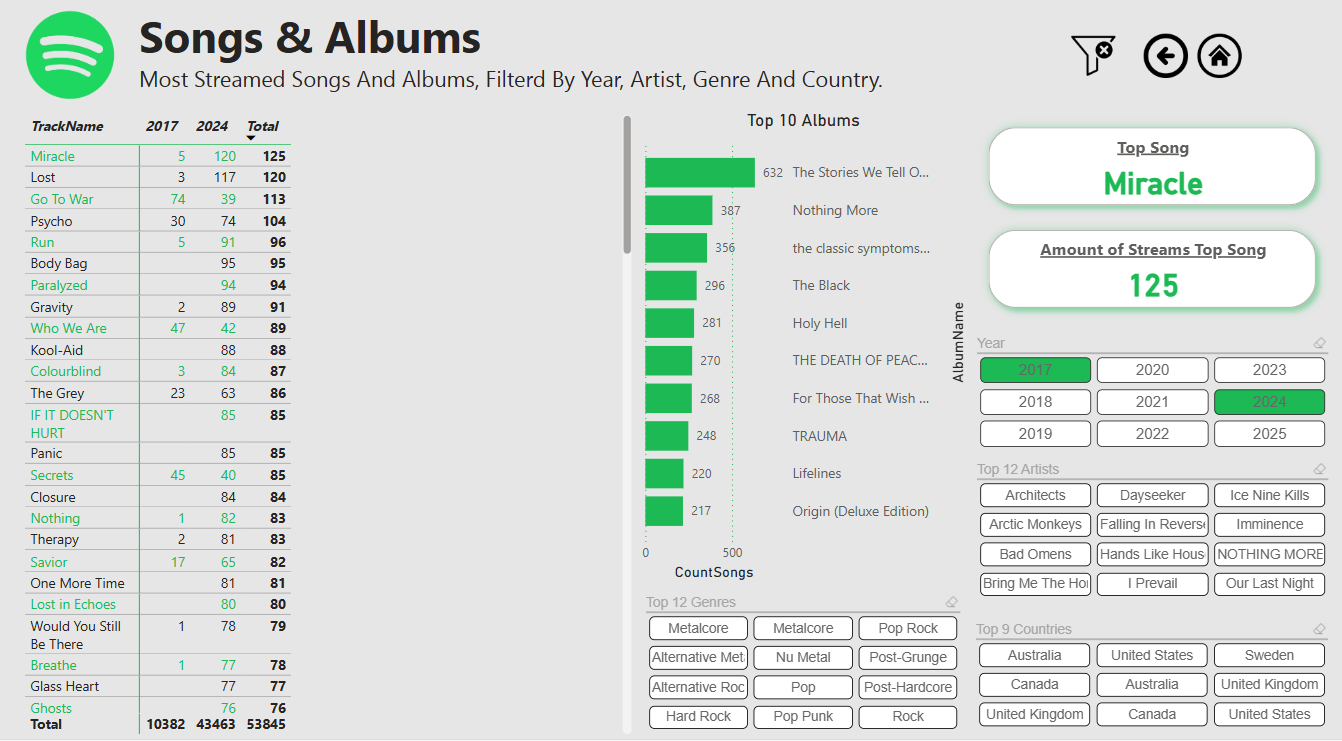 Songs & Albums
Most Streamed Songs And Albums, Filterd By Year, Artist, Genre And Country.
TrackName 2017 2024 Total
Miracle 5 120 125
Lost 3 117 120
Go To War 74 39 113
Psycho 30 74 104
Run 5 91 96
Body Bag 95 95
Paralyzed 94 94
Gravity 2 89 91
Who We Are 47 42 89
Kool-Aid 88 88
Colourblind 3 84 87
The Grey 23 63 86
IF IT DOESN'T 85 85
HURT
Panic 85 85
Secrets 45 40 85
Closure 84 84
Nothing 1 82 83
Therapy 2 81 83
Savior 17 65 82
One More Time 81 81
Lost in Echoes 80 80
Would You Still 1 78 79
Be There
Breathe 1 77 78
Glass Heart 77 77
Ghosts 76 76
Total 10382 43463 53845
Top 10 Albums
632 The Stories We Tell O...
387 Nothing More
356 the classic symptoms...
296 The Black
281 Holy Hell
270 THE DEATH OF PEAC...
268 For Those That Wish ...
248 TRAUMA
220 Lifelines
217 Origin (Deluxe Edition)
0 500
CountSongs
AlbumName
Top 12 Genres
Metalcore Metalcore Pop Rock
Alternative Met Nu Metal Post-Grunge
Alternative Roc Pop Post-Hardcore
Hard Rock Pop Punk Rock
Top Song
Miracle
Amount of Streams Top Song
125
Year
2017 2020 2023
2018 2021 2024
2019 2022 2025
Top 12 Artists
Architects Dayseeker Ice Nine Kills
Arctic Monkeys Falling In Reverse Imminence
Bad Omens Hands Like Hous NOTHING MORE
Bring Me The Hor I Prevail Our Last Night
Top 9 Countries
Australia United States Sweden
Canada Australia United Kingdom
United Kingdom Canada United States